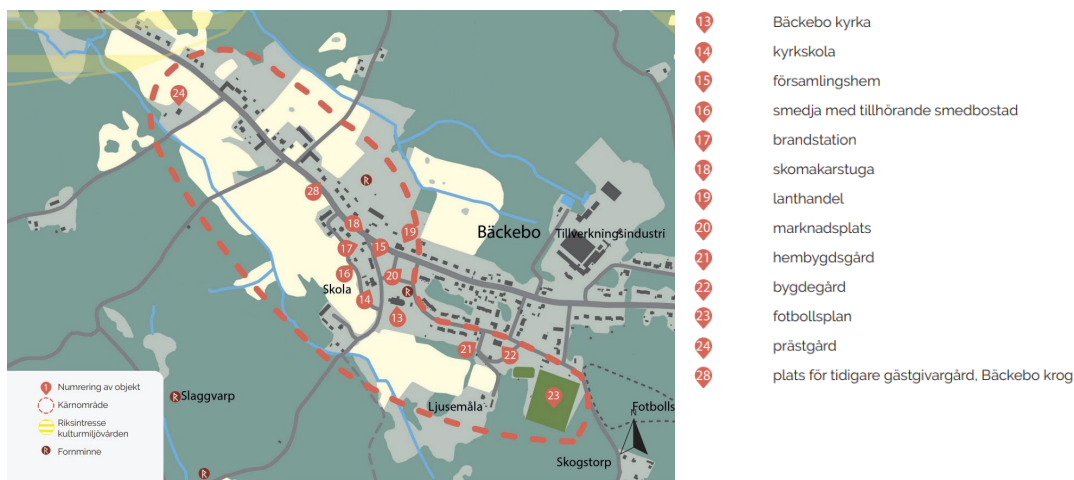 24
28
R
18
19
15
17
16
20
Skola
14
R
13
21
22
23
Bäckebo
Tillverkningsindustri
Ljusemåla
Fotbolls
Skogstorp
N
R Slaggvarp
R
1 Numrering av objekt
Kärnområde
Riksintresse
kulturmiljövården
R Fornminne
13 Bäckebo kyrka
14 kyrkskola
15 församlingshem
16 smedja med tillhörande smedbostad
17 brandstation
18 skomakarstuga
19 lanthandel
20 marknadsplats
21 hembygdsgård
22 bygdegård
23 fotbollsplan
24 prästgård
28 plats för tidigare gästgivargård, Bäckebo krog